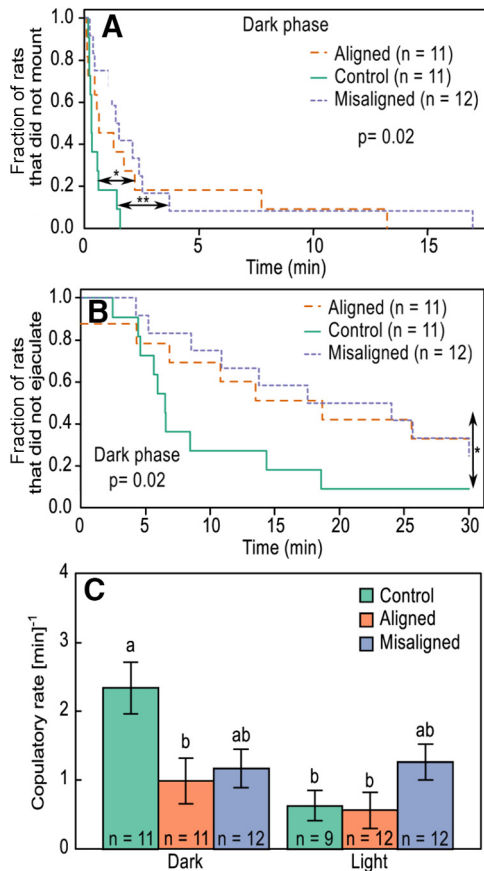 A
Dark phase
Aligned (n = 11)
Control (n = 11)
Misaligned (n = 12)
p= 0.02
*
**
Fraction of rats
that did not mount
1.0
0.8
0.6
0.4
0.2
0.0
0
5
10
15
Time (min)
B
Aligned (n = 11)
Control (n = 11)
Misaligned (n = 12)
Dark phase
p= 0.02
*
Fraction of rats
that did not ejaculate
1.0
0.8
0.6
0.4
0.2
0.0
0
5
10
15
20
25
30
Time (min)
C
Control
Aligned
Misaligned
Copulatory rate [min]-1
4
3
2
1
0
a
b
ab
b
b
ab
n = 11
n = 11
n = 12
n = 9
n = 12
n = 12
Dark
Light